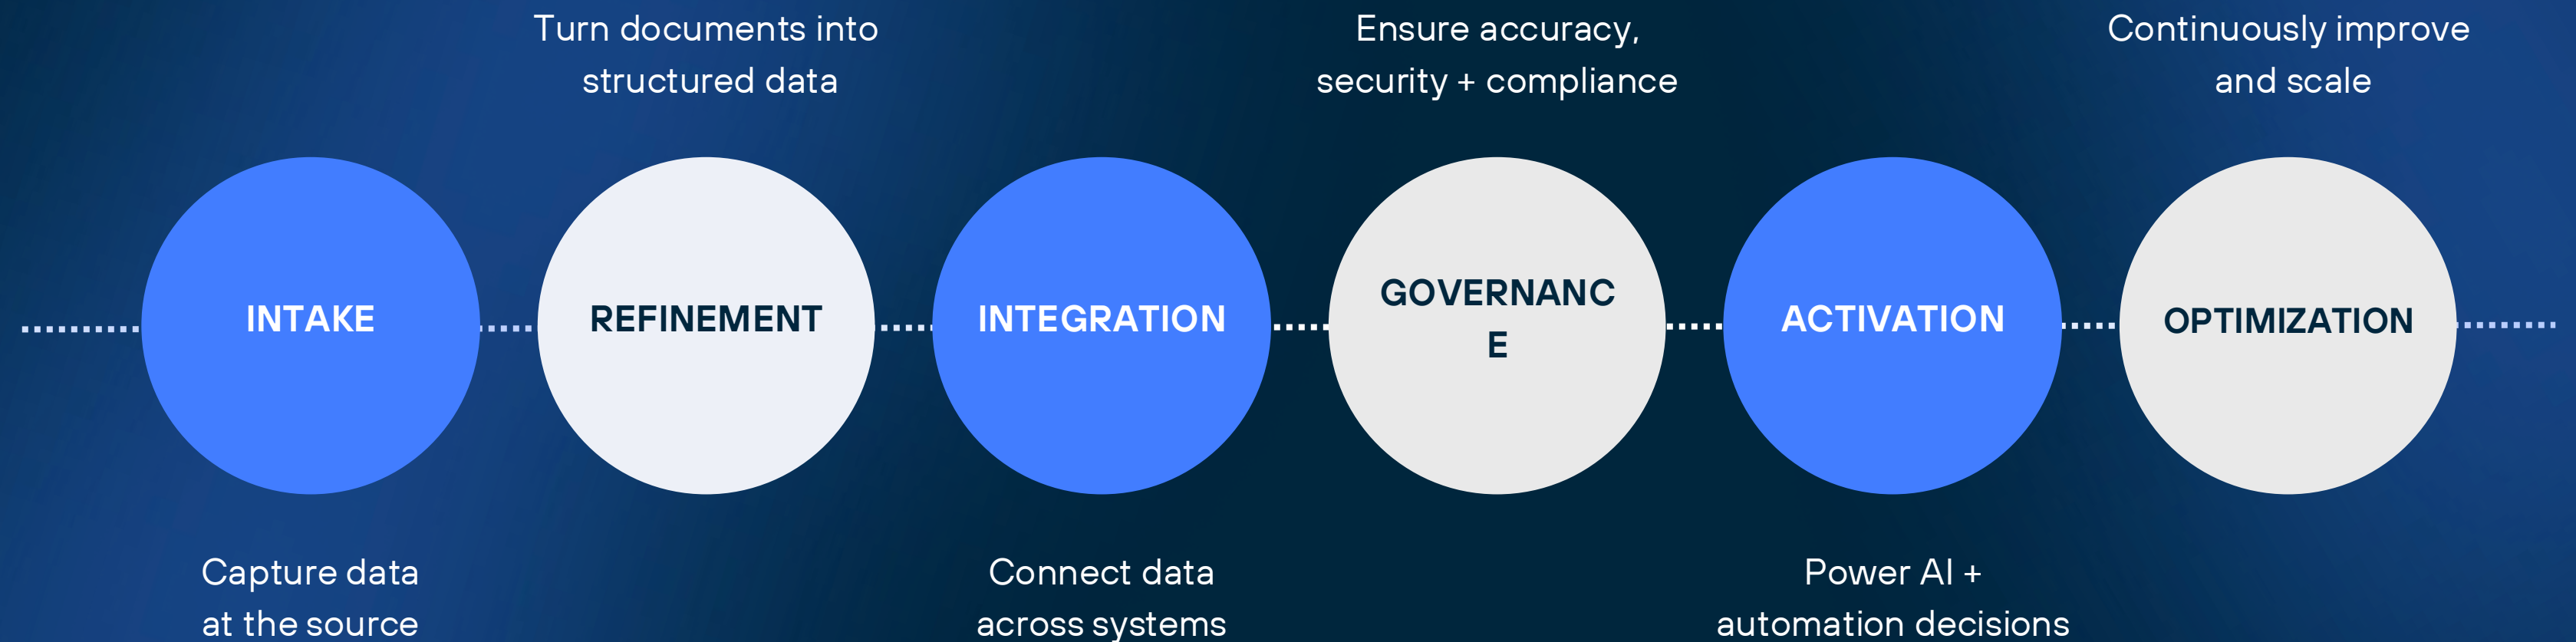 Turn documents into
structured data
Ensure accuracy,
security + compliance
Continuously improve
and scale
INTAKE
REFINEMENT
INTEGRATION
GOVERNANC
E
ACTIVATION
OPTIMIZATION
Capture data
at the source
Connect data
across systems
Power AI +
automation decisions